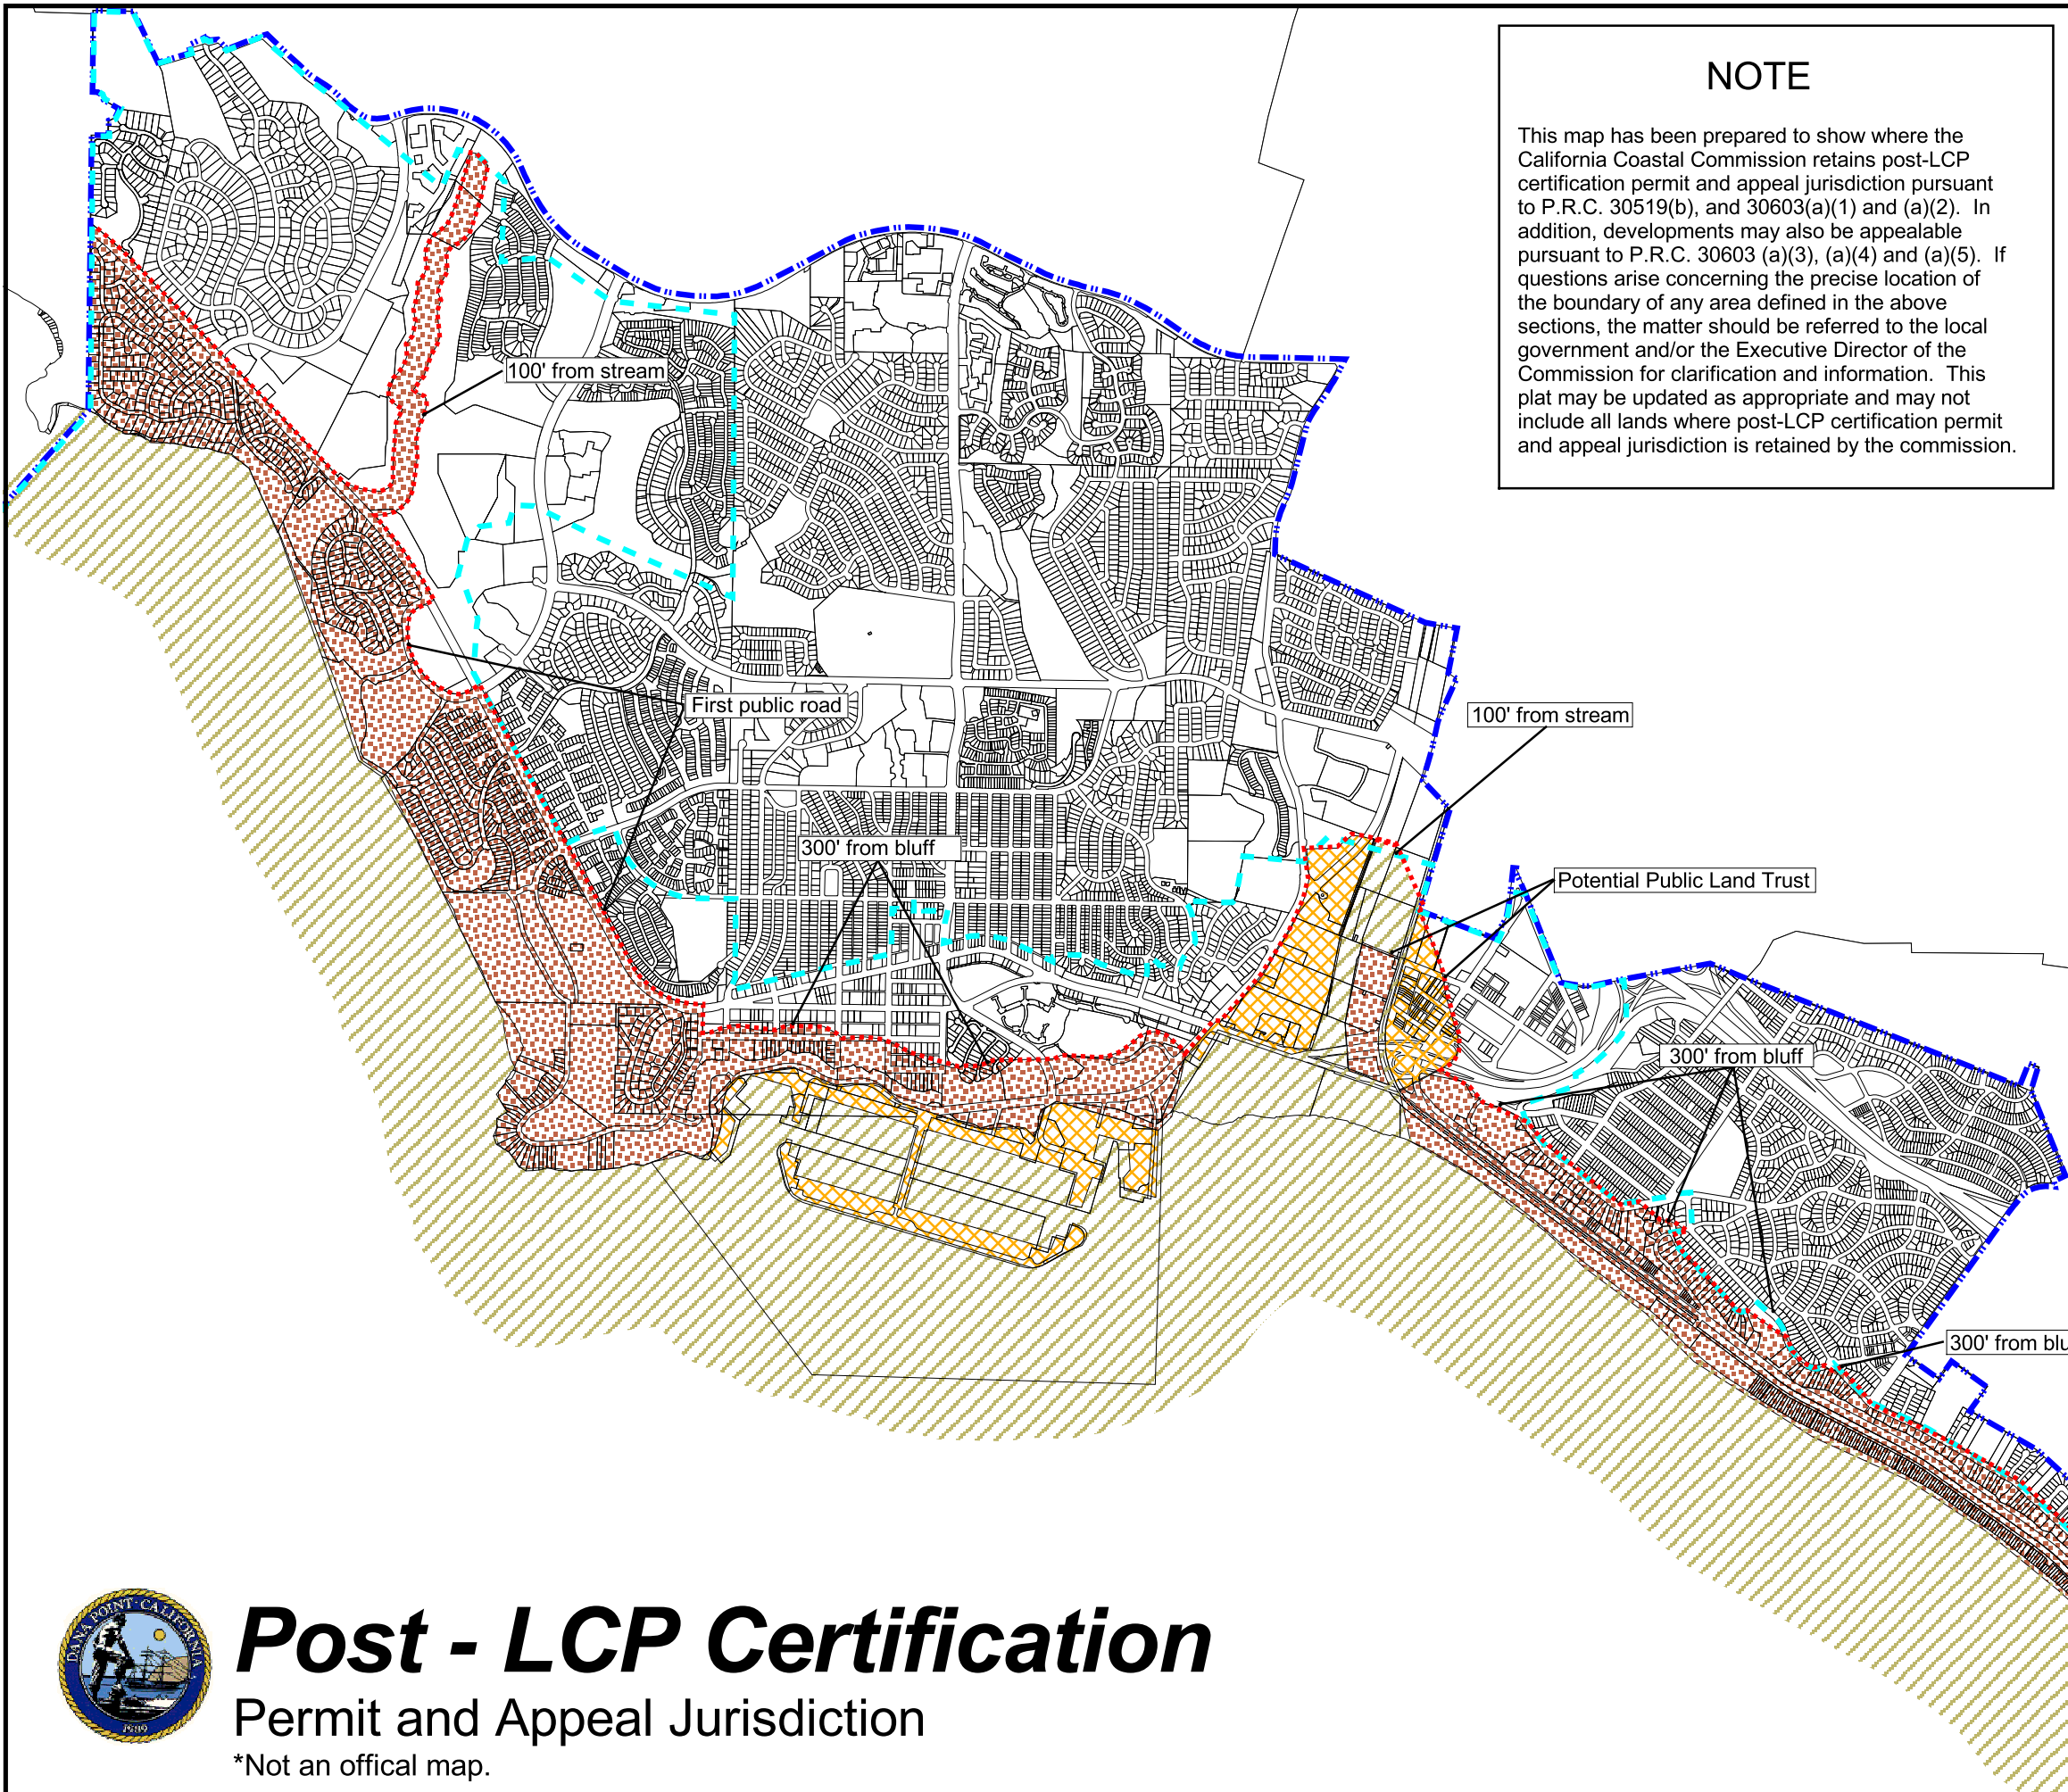 NOTE
This map has been prepared to show where the
California Coastal Commission retains post-LCP
certification permit and appeal jurisdiction pursuant
to P.R.C. 30519(b), and 30603(a)(1) and (a)(2).  In
addition, developments may also be appealable
pursuant to P.R.C. 30603 (a)(3), (a)(4) and (a)(5).  If
questions arise concerning the precise location of
the boundary of any area defined in the above
sections, the matter should be referred to the local
government and/or the Executive Director of the
Commission for clarification and information.  This
plat may be updated as appropriate and may not
include all lands where post-LCP certification permit
and appeal jurisdiction is retained by the commission.
100' from stream
First public road
100' from stream
300' from bluff
Potential Public Land Trust
300' from bluff
300' from blu
DANA POINT·CALIFORNIA
1989
Post - LCP Certification
Permit and Appeal Jurisdiction
*Not an offical map.